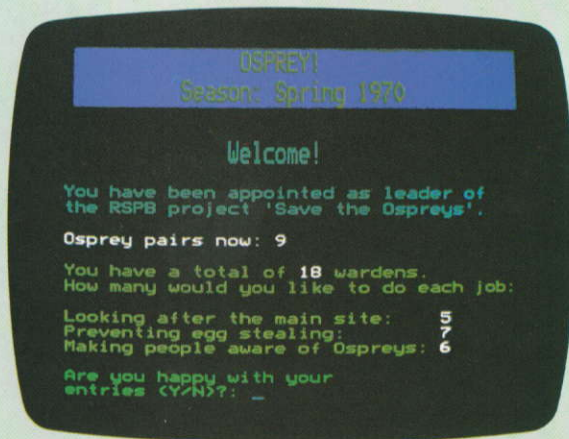 OSPREY!
Season: Spring 1970
Welcome!
You have been appointed as leader of
the RSPB project 'Save the Ospreys'.
Osprey pairs now: 9
You have a total of 18 wardens.
How many would you like to do each job:
Looking after the main site: 5
Preventing egg stealing: 7
Making people aware of Ospreys: 6
Are you happy with your
entries (Y/N)?: _